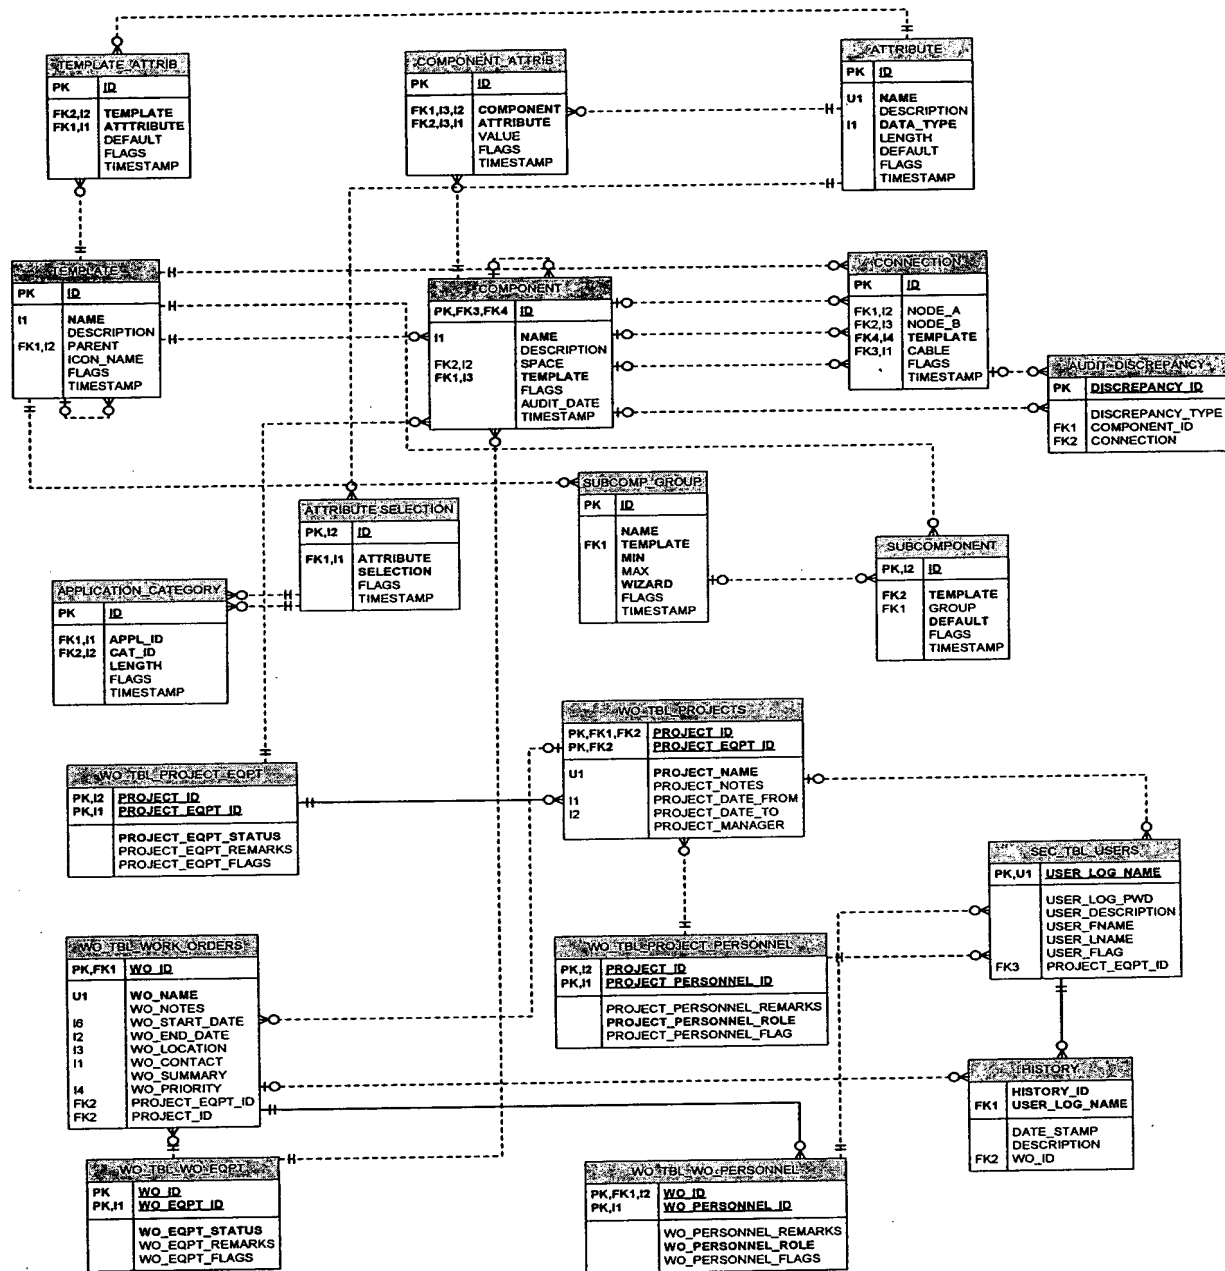 TEMPLATE_ATTRIB
PK ID
FK2,I2 TEMPLATE
FK1,I1 ATTTRIBUTE
DEFAULT
FLAGS
TIMESTAMP
COMPONENT_ATTRIB
PK ID
FK1,I3,I2 COMPONENT
FK2,I3,I1 ATTRIBUTE
VALUE
FLAGS
TIMESTAMP
ATTRIBUTE
PK ID
U1 NAME
DESCRIPTION
I1 DATA_TYPE
LENGTH
DEFAULT
FLAGS
TIMESTAMP
TEMPLATE
PK ID
I1 NAME
DESCRIPTION
FK1,I2 PARENT
ICON_NAME
FLAGS
TIMESTAMP
COMPONENT
PK,FK3,FK4 ID
I1 NAME
DESCRIPTION
FK2,I2 SPACE
FK1,I3 TEMPLATE
FLAGS
AUDIT_DATE
TIMESTAMP
CONNECTION
PK ID
FK1,I2 NODE_A
FK2,I3 NODE_B
FK4,I4 TEMPLATE
FK3,I1 CABLE
FLAGS
TIMESTAMP
AUDIT-DISCREPANCY
PK DISCREPANCY_ID
DISCREPANCY_TYPE
FK1 COMPONENT_ID
FK2 CONNECTION
ATTRIBUTE SELECTION
PK,I2 ID
FK1,I1 ATTRIBUTE
SELECTION
FLAGS
TIMESTAMP
SUBCOMP_GROUP
PK ID
NAME
FK1 TEMPLATE
MIN
MAX
WIZARD
FLAGS
TIMESTAMP
SUBCOMPONENT
PK,I2 ID
FK2 TEMPLATE
FK1 GROUP
DEFAULT
FLAGS
TIMESTAMP
APPLICATION_CATEGORY
PK ID
FK1,I1 APPL_ID
FK2,I2 CAT_ID
LENGTH
FLAGS
TIMESTAMP
WO_TBL_PROJECTS
PK,FK1,FK2 PROJECT_ID
PK,FK2 PROJECT_EQPT_ID
U1 PROJECT_NAME
PROJECT_NOTES
I1 PROJECT_DATE_FROM
I2 PROJECT_DATE_TO
PROJECT_MANAGER
WO_TBL_PROJECT_EQPT
PK,I2 PROJECT_ID
PK,I1 PROJECT_EQPT_ID
PROJECT_EQPT_STATUS
PROJECT_EQPT_REMARKS
PROJECT_EQPT_FLAGS
SEC_TBL_USERS
PK,U1 USER_LOG_NAME
USER_LOG_PWD
USER_DESCRIPTION
USER_FNAME
USER_LNAME
USER_FLAG
FK3 PROJECT_EQPT_ID
WO_TBL_WORK_ORDERS
PK,FK1 WO_ID
U1 WO_NAME
WO_NOTES
I6 WO_START_DATE
I2 WO_END_DATE
I3 WO_LOCATION
I1 WO_CONTACT
WO_SUMMARY
I4 WO_PRIORITY
FK2 PROJECT_EQPT_ID
FK2 PROJECT_ID
WO_TBL_PROJECT_PERSONNEL
PK,I2 PROJECT_ID
PK,I1 PROJECT_PERSONNEL_ID
PROJECT_PERSONNEL_REMARKS
PROJECT_PERSONNEL_ROLE
PROJECT_PERSONNEL_FLAG
HISTORY
HISTORY_ID
FK1 USER_LOG_NAME
DATE_STAMP
DESCRIPTION
FK2 WO_ID
WO_TBL_WO_EQPT
PK WO_ID
PK,I1 WO_EQPT_ID
WO_EQPT_STATUS
WO_EQPT_REMARKS
WO_EQPT_FLAGS
WO_TBL_WO_PERSONNEL
PK,FK1,I2 WO_ID
PK,I1 WO_PERSONNEL_ID
WO_PERSONNEL_REMARKS
WO_PERSONNEL_ROLE
WO_PERSONNEL_FLAGS